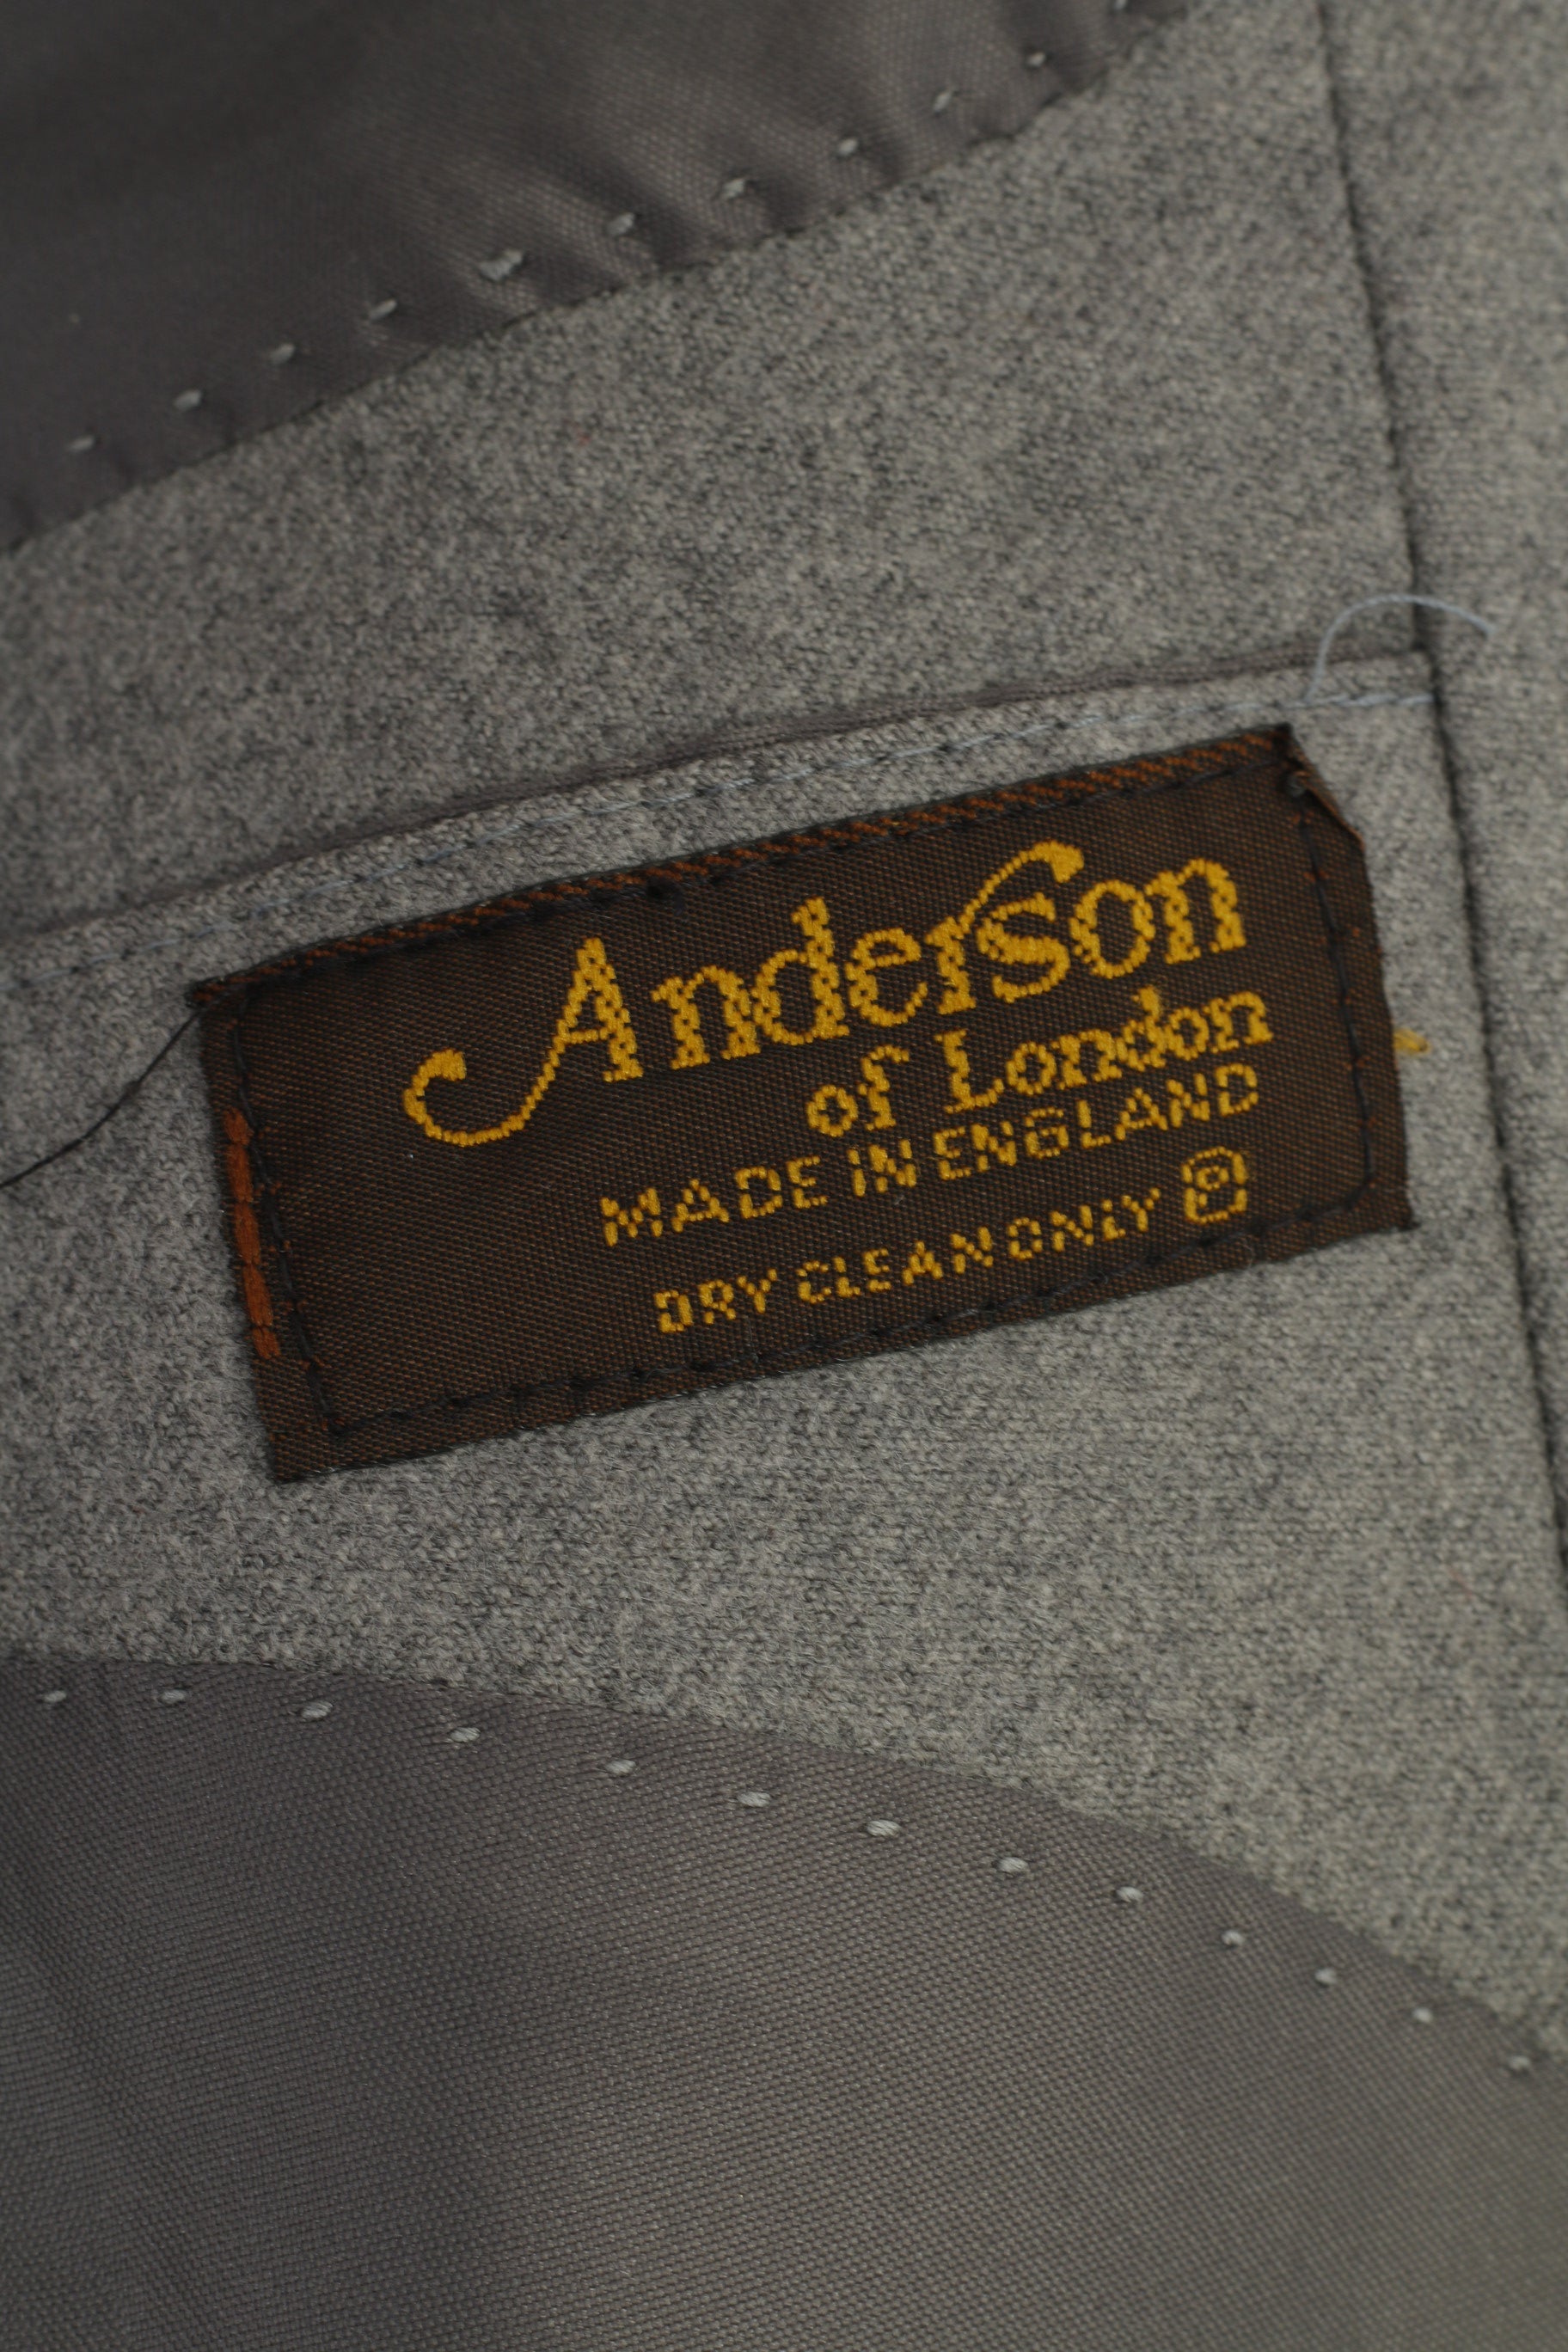 Anderson
of London
MADE IN ENGLAND
DRY CLEAN ONLY P